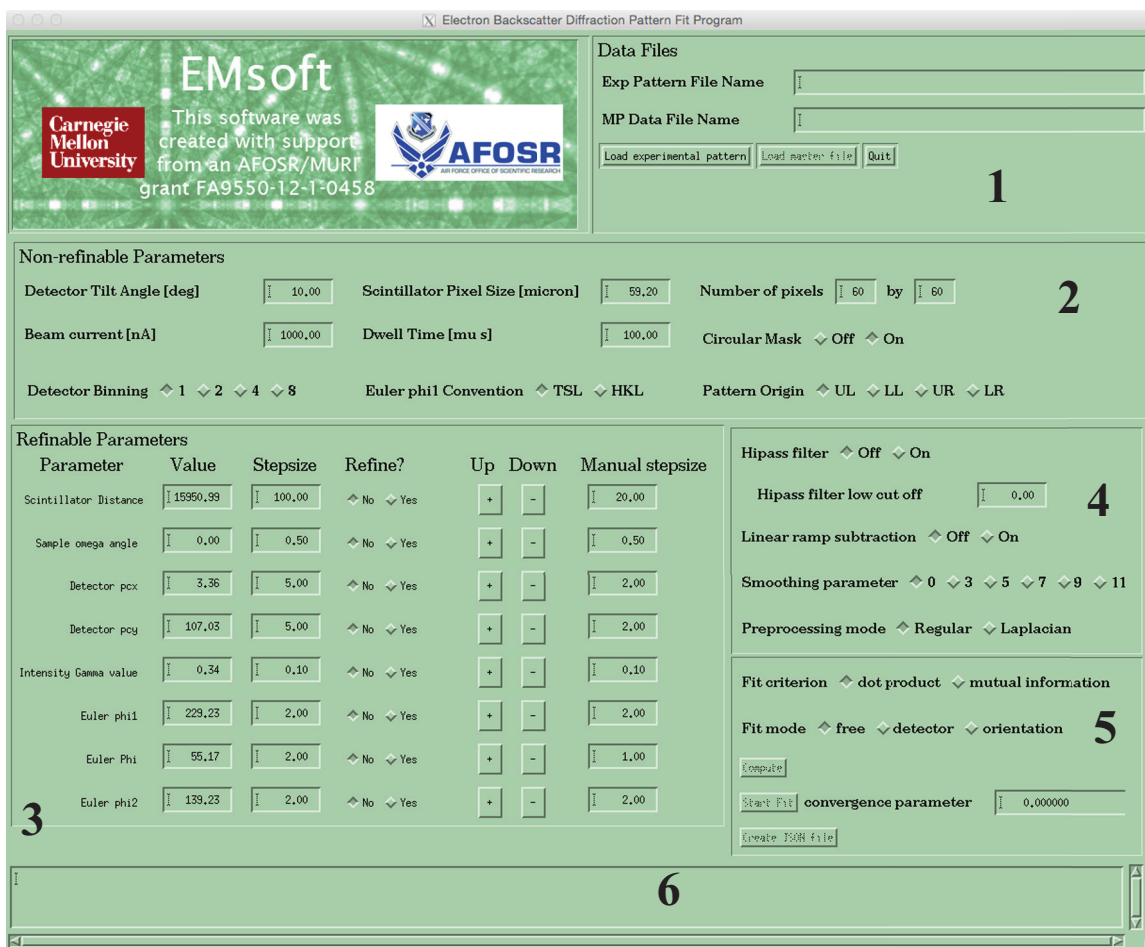 Electron Backscatter Diffraction Pattern Fit Program
EMsoft
This software was
created with support
from an AFOSR/MURI
grant FA9550-12-1-0458
Carnegie
Mellon
University
AFOSR
AIR FORCE OFFICE OF SCIENTIFIC RESEARCH
Data Files
Exp Pattern File Name
MP Data File Name
Load experimental pattern Load master file Quit
1
Non-refinable Parameters
Detector Tilt Angle [deg] 10.00 Scintillator Pixel Size [micron] 59.20 Number of pixels 60 by 60
2
Beam current [nA] 1000.00 Dwell Time [mu s] 100.00 Circular Mask Off On
Detector Binning 1 2 4 8 Euler phi1 Convention TSL HKL Pattern Origin UL LL UR LR
Refinable Parameters
Parameter Value Stepsize Refine? Up Down Manual stepsize
Scintillator Distance 15950.99 100.00 No Yes + - 20.00
Sample omega angle 0.00 0.50 No Yes + - 0.50
Detector pcx 3.36 5.00 No Yes + - 2.00
Detector pcy 107.03 5.00 No Yes + - 2.00
Intensity Gamma value 0.34 0.10 No Yes + - 0.10
Euler phi1 229.23 2.00 No Yes + - 2.00
Euler Phi 55.17 2.00 No Yes + - 1.00
Euler phi2 139.23 2.00 No Yes + - 2.00
3
Hipass filter Off On
Hipass filter low cut off 0.00
4
Linear ramp subtraction Off On
Smoothing parameter 0 3 5 7 9 11
Preprocessing mode Regular Laplacian
Fit criterion dot product mutual information
Fit mode free detector orientation
5
Compute
Start Fit convergence parameter 0.000000
Create JSON file
6